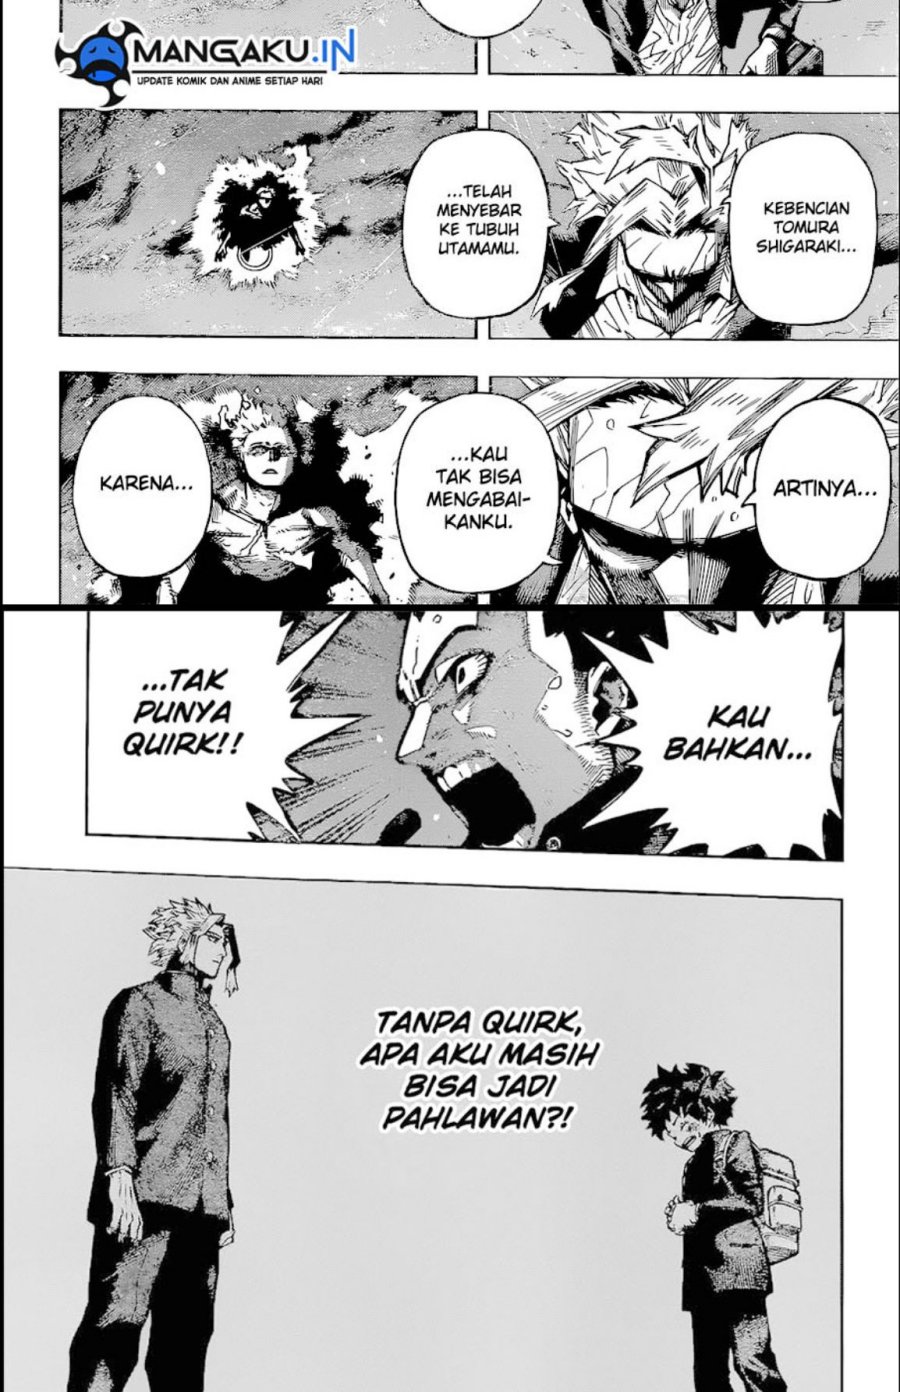 MANGAKU.IN
UPDATE KOMIK DAN ANIME SETIAP HARI
KEBENCIAN
TOMURA
SHIGARAKI...
...TELAH
MENYEBAR
KE TUBUH
UTAMAMU.
ARTINYA...
...KAU
TAK BISA
MENGABAI-
KANKU.
KARENA...
KAU
BAHKAN...
...TAK
PUNYA
QUIRK!!
TANPA QUIRK,
APA AKU MASIH
BISA JADI
PAHLAWAN?!